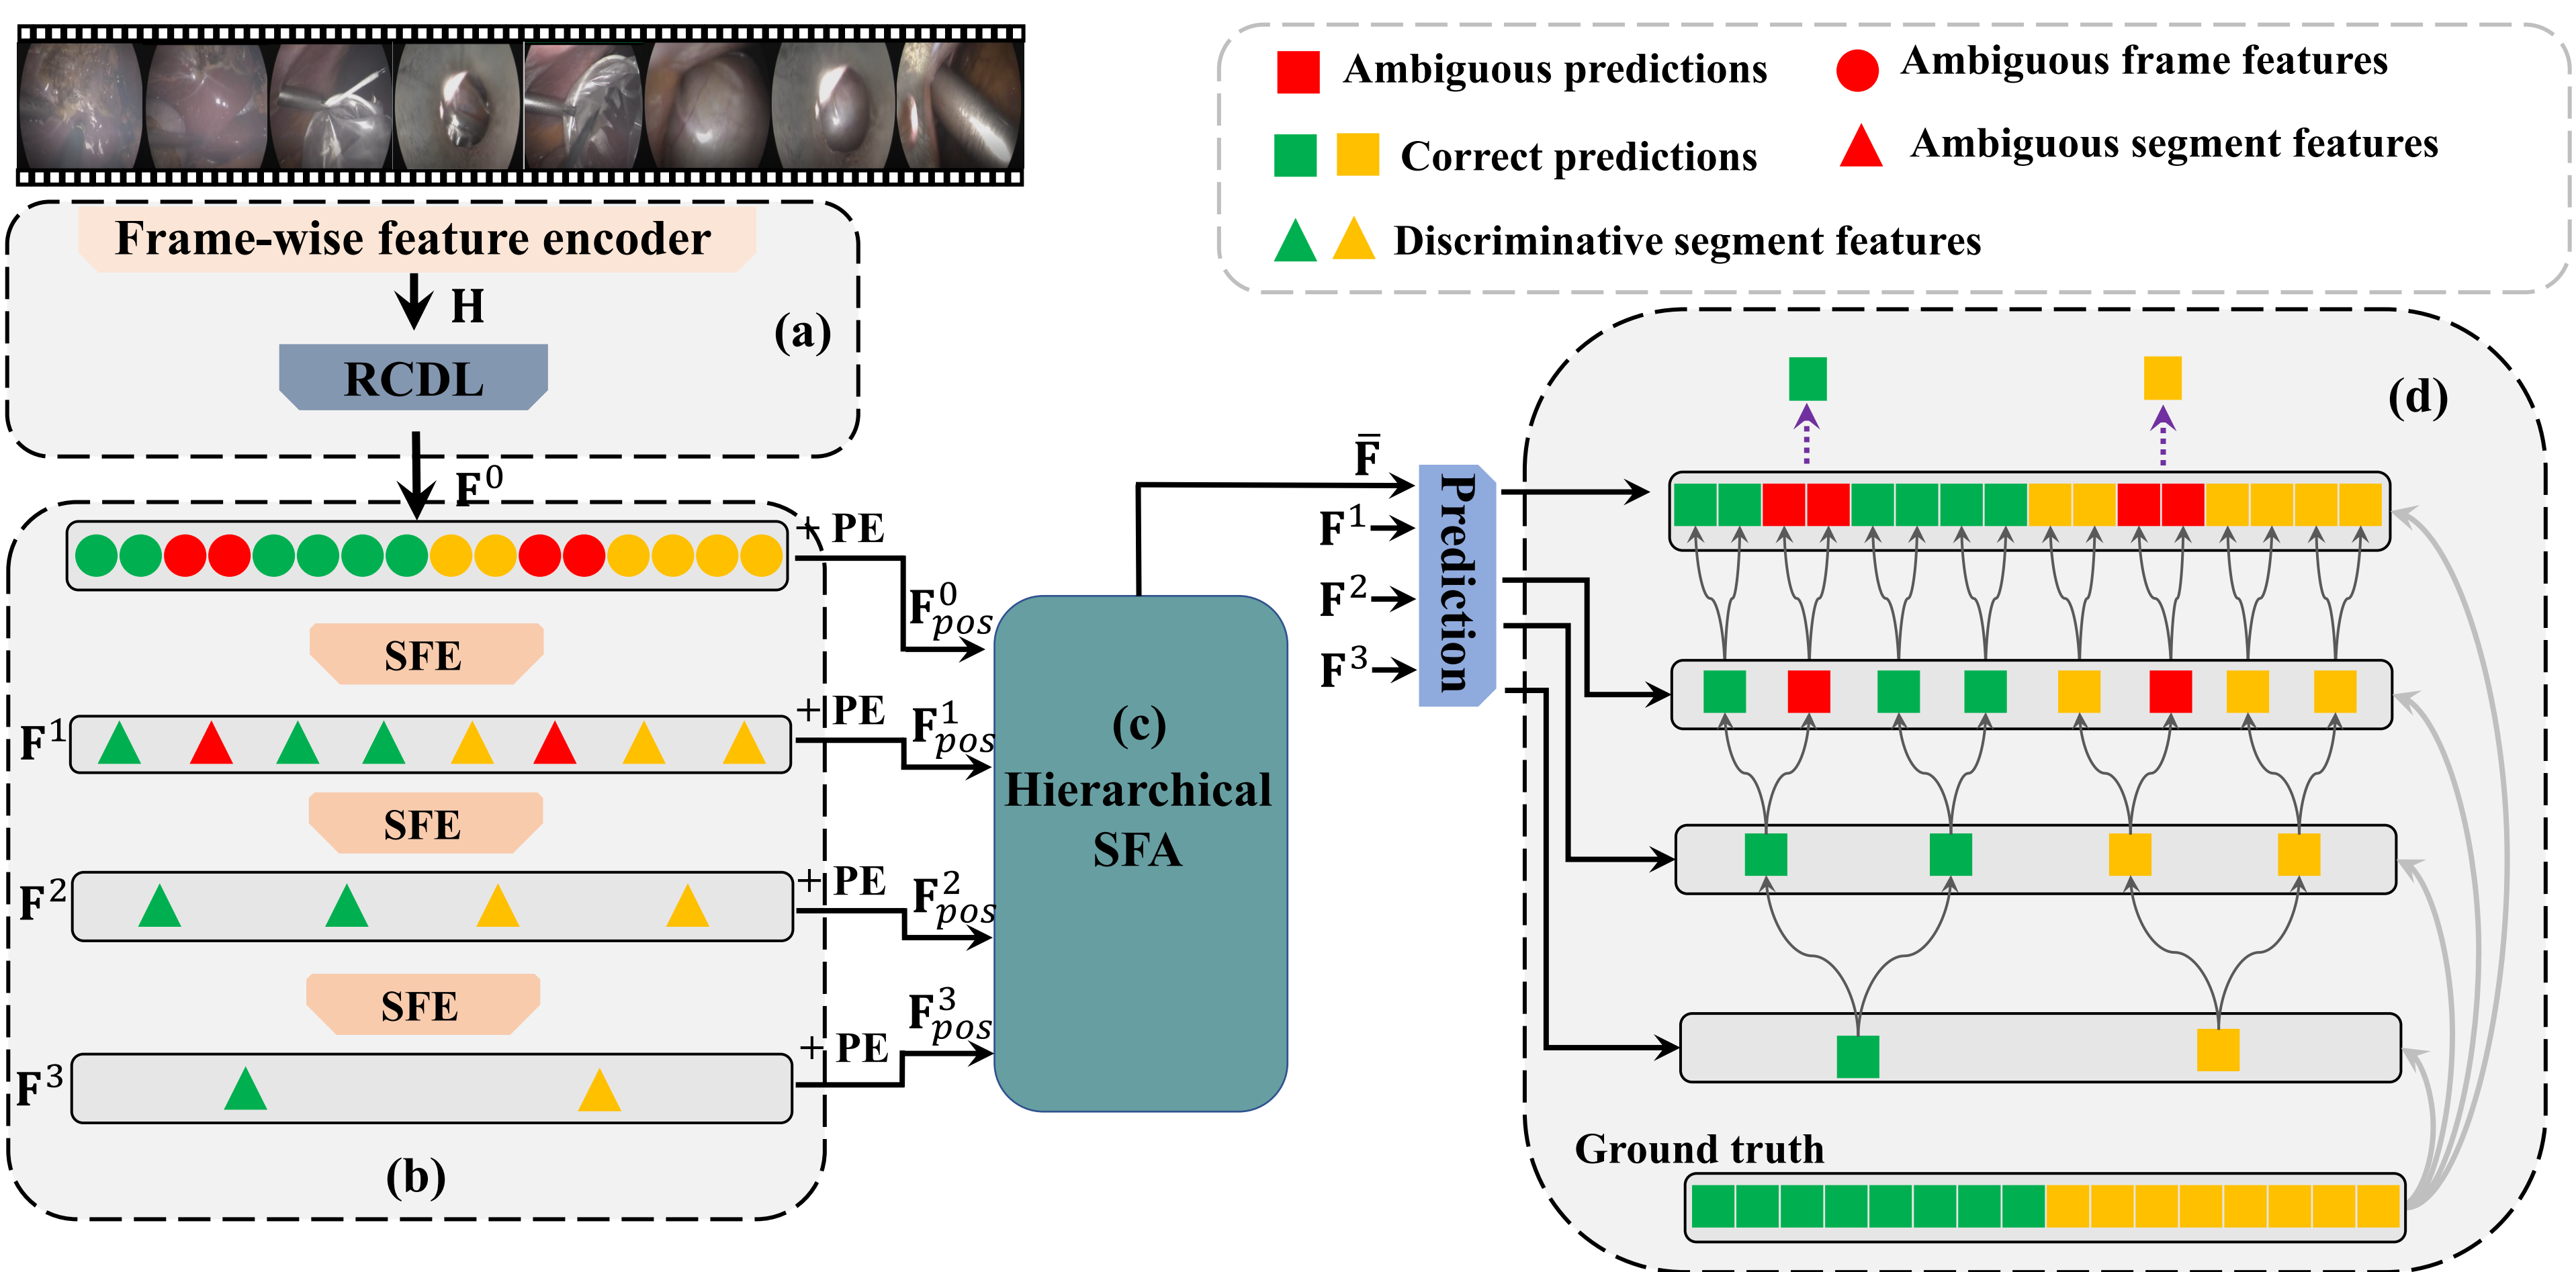 Ambiguous predictions
Ambiguous frame features
Correct predictions
Ambiguous segment features
Discriminative segment features
Frame-wise feature encoder
H
(a)
RCDL
F⁰
+ PE
F⁰pos
SFE
F¹
+ PE
F¹pos
SFE
F²
+ PE
F²pos
SFE
F³
+ PE
F³pos
(b)
(c)
Hierarchical
SFA
F̄
F¹
F²
F³
Prediction
(d)
Ground truth